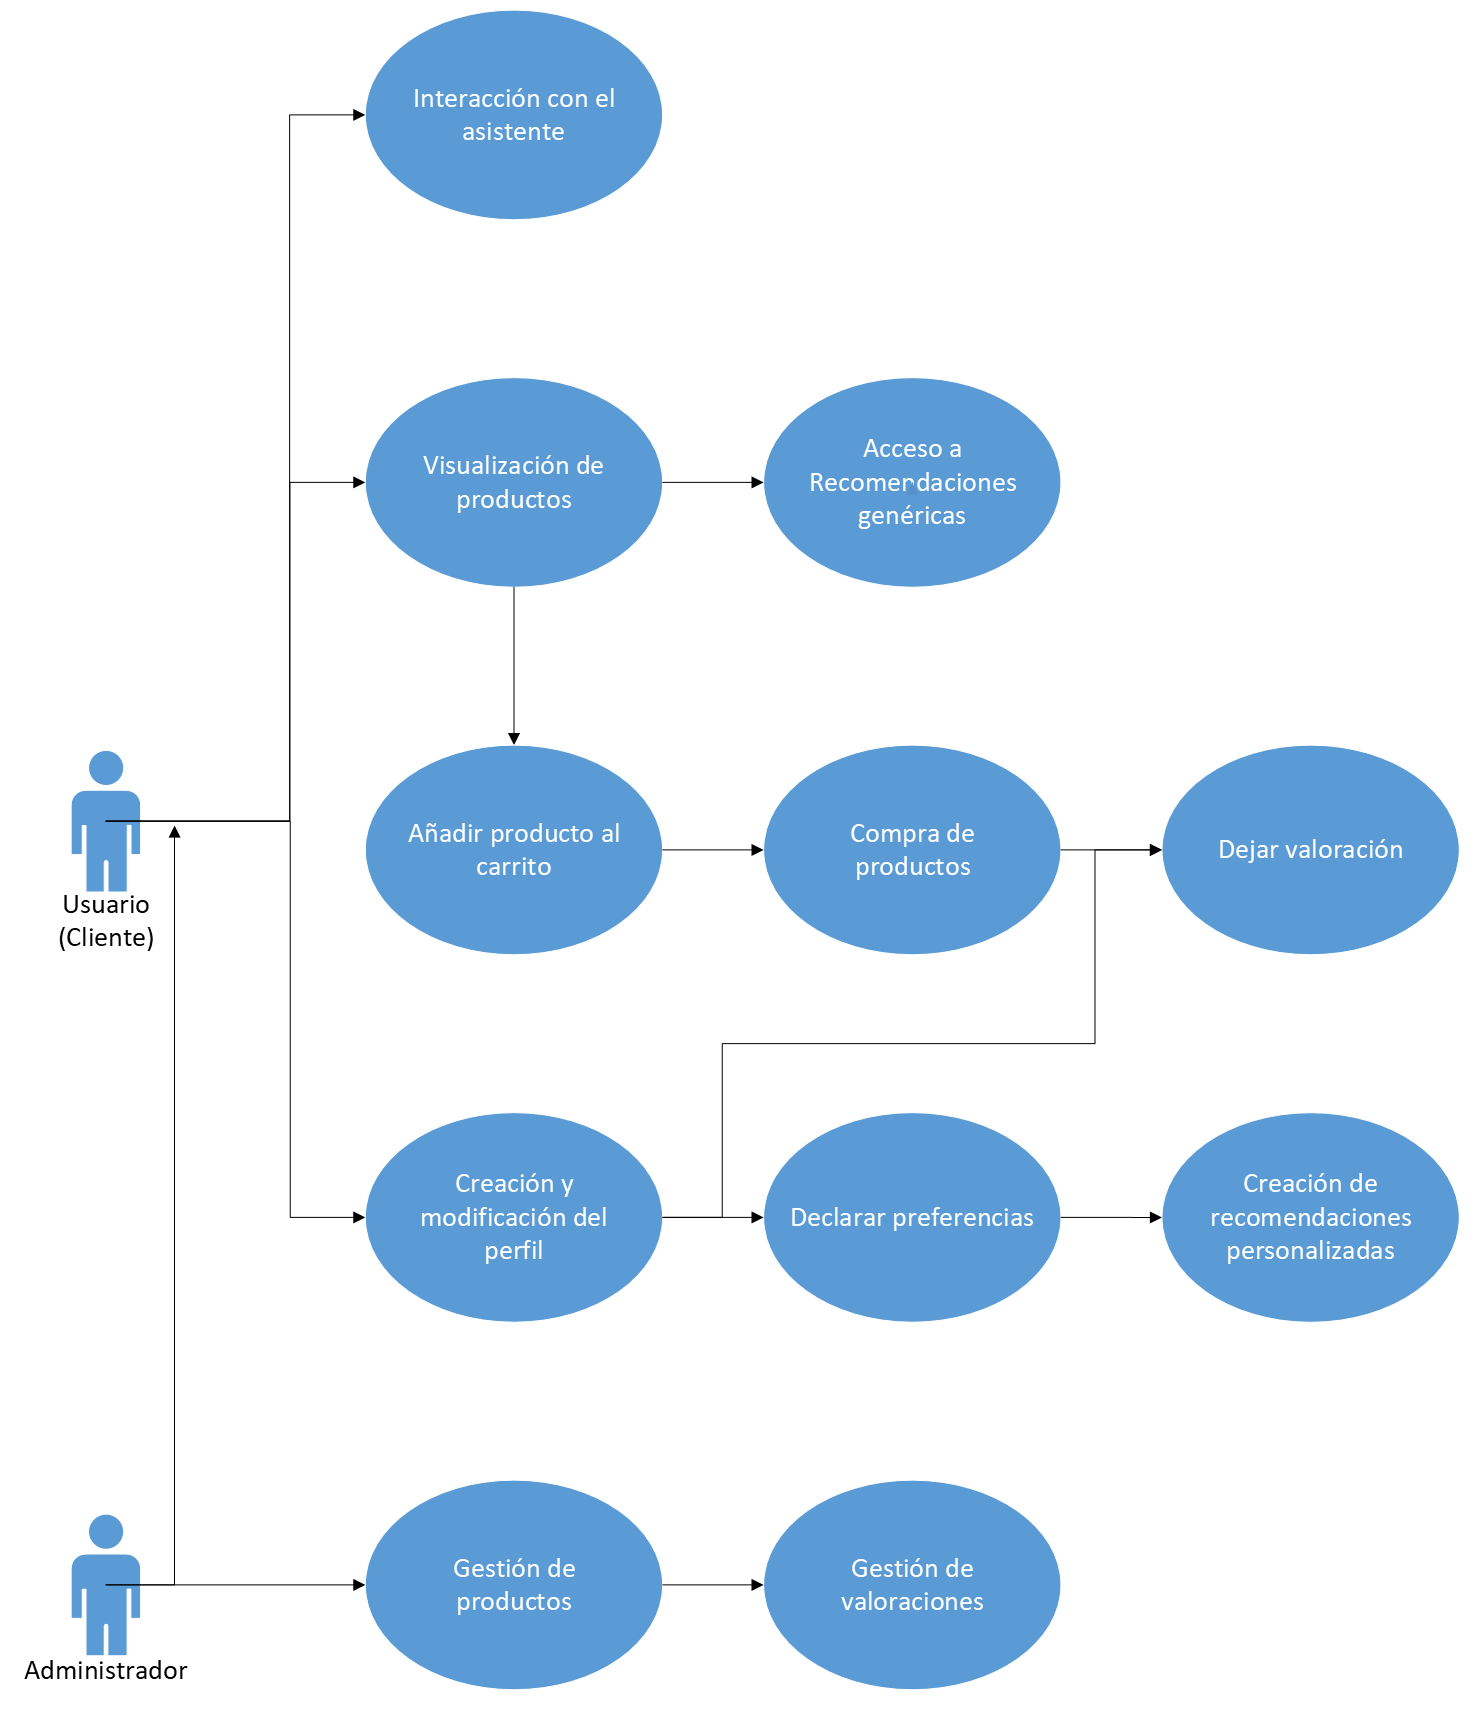 Interacción con el
asistente
Visualización de
productos
Acceso a
Recomendaciones
genéricas
Añadir producto al
carrito
Compra de
productos
Dejar valoración
Usuario
(Cliente)
Creación y
modificación del
perfil
Declarar preferencias
Creación de
recomendaciones
personalizadas
Gestión de
productos
Gestión de
valoraciones
Administrador